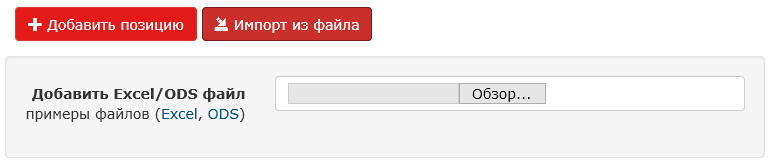 Добавить позицию Импорт из файла
Добавить Excel/ODS файл Обзор...
примеры файлов (Excel, ODS)